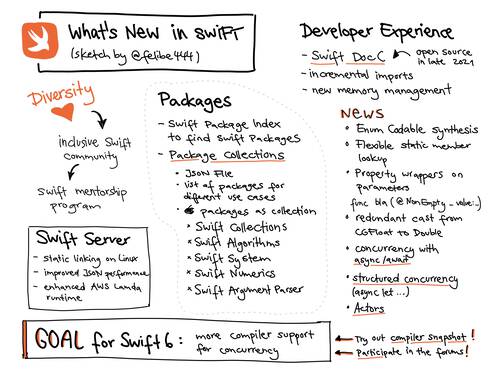 What's New in Swift
(sketch by @felibe444)
Diversity
inclusive Swift
community
Swift mentorship
program
Swift Server
- static linking on Linux
- improved JSON performance
- enhanced AWS Lamda
runtime
Packages
- Swift Package Index
to find Swift Packages
- Package Collections
• JSON File
• list of packages for
different use cases
packages as collection
* Swift Collections
* Swift Algorithms
* Swift System
* Swift Numerics
* Swift Argument Parser
Developer Experience
- Swift DocC
open source
in late 2021
- incremental imports
- new memory management
NEWS
• Enum Codable synthesis
• Flexible static member
lookup
• Property wrappers on
parameters
func bla (@NonEmpty _ value:..)
• redundant cast from
CGFloat to Double
• concurrency with
async/await
• structured concurrency
(async let ...)
• Actors
GOAL for Swift 6: more compiler support
for concurrency
Try out compiler snapshot!
Participate in the forums!